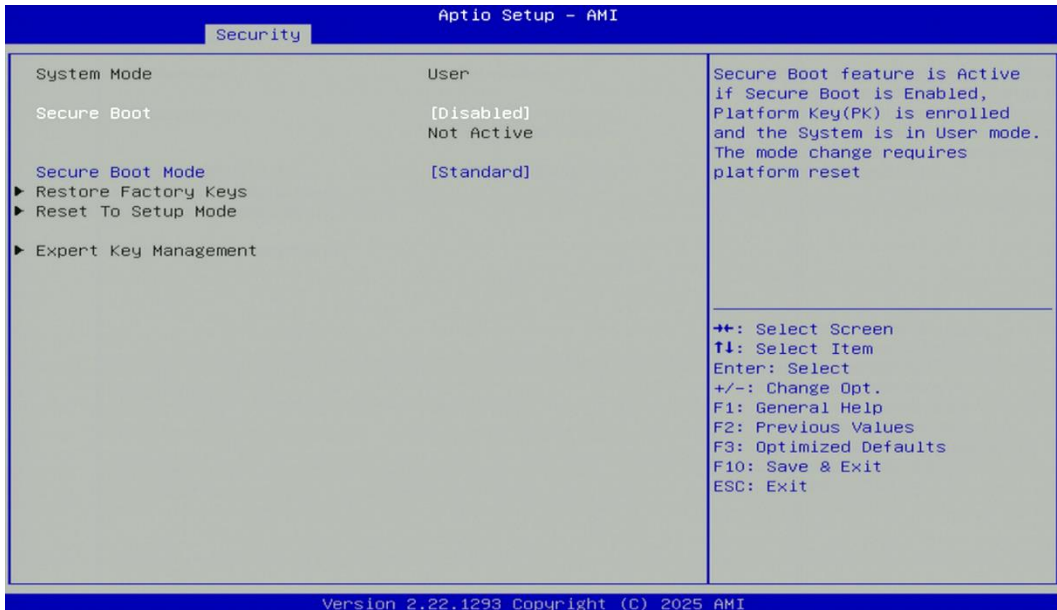 Aptio Setup – AMI
Security
System Mode User
Secure Boot [Disabled]
Not Active
Secure Boot Mode [Standard]
Restore Factory Keys
Reset To Setup Mode
Expert Key Management
Secure Boot feature is Active
if Secure Boot is Enabled,
Platform Key(PK) is enrolled
and the System is in User mode.
The mode change requires
platform reset
→←: Select Screen
↑↓: Select Item
Enter: Select
+/-: Change Opt.
F1: General Help
F2: Previous Values
F3: Optimized Defaults
F10: Save & Exit
ESC: Exit
Version 2.22.1293 Copyright (C) 2025 AMI